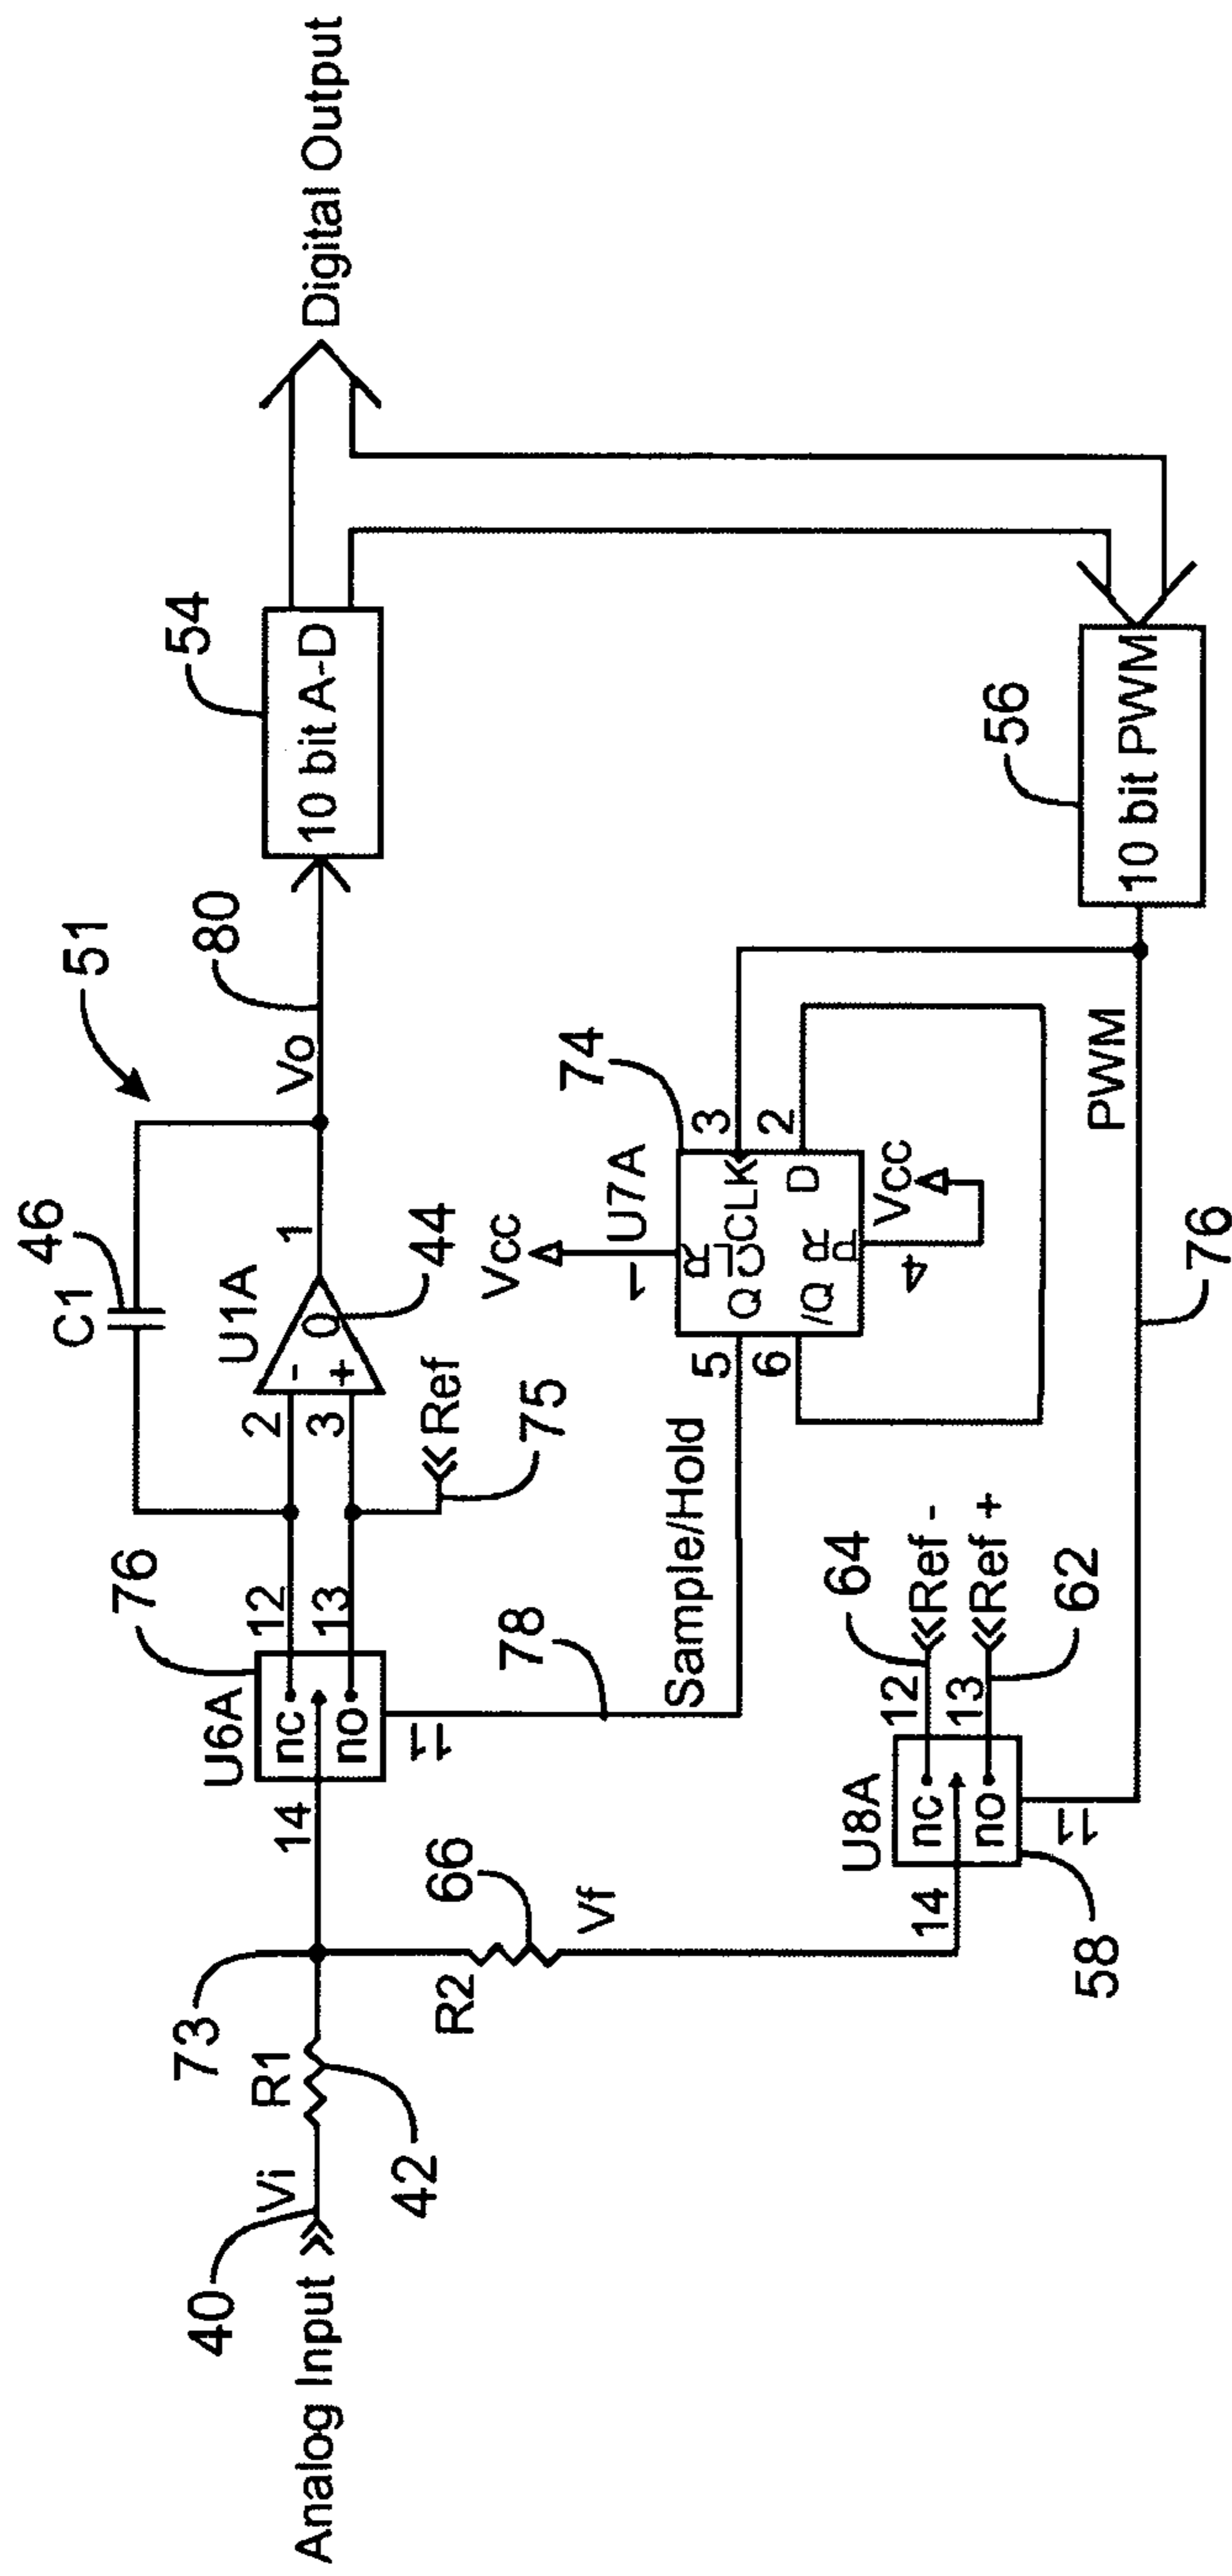 Analog Input
Vi
40
R1
42
73
R2
66
Vf
14
U6A
76
nc
no
12
13
11
78
Sample/Hold
C1
46
U1A
2
3
-
+
O
1
44
Ref
75
51
Vo
80
10 bit A-D
54
Digital Output
U7A
74
Vcc
1
CLR
Q
/Q
5
6
CLK
D
3
2
PR
4
Vcc
U8A
58
14
nc
no
12
13
11
64
Ref -
Ref +
62
PWM
76
10 bit PWM
56